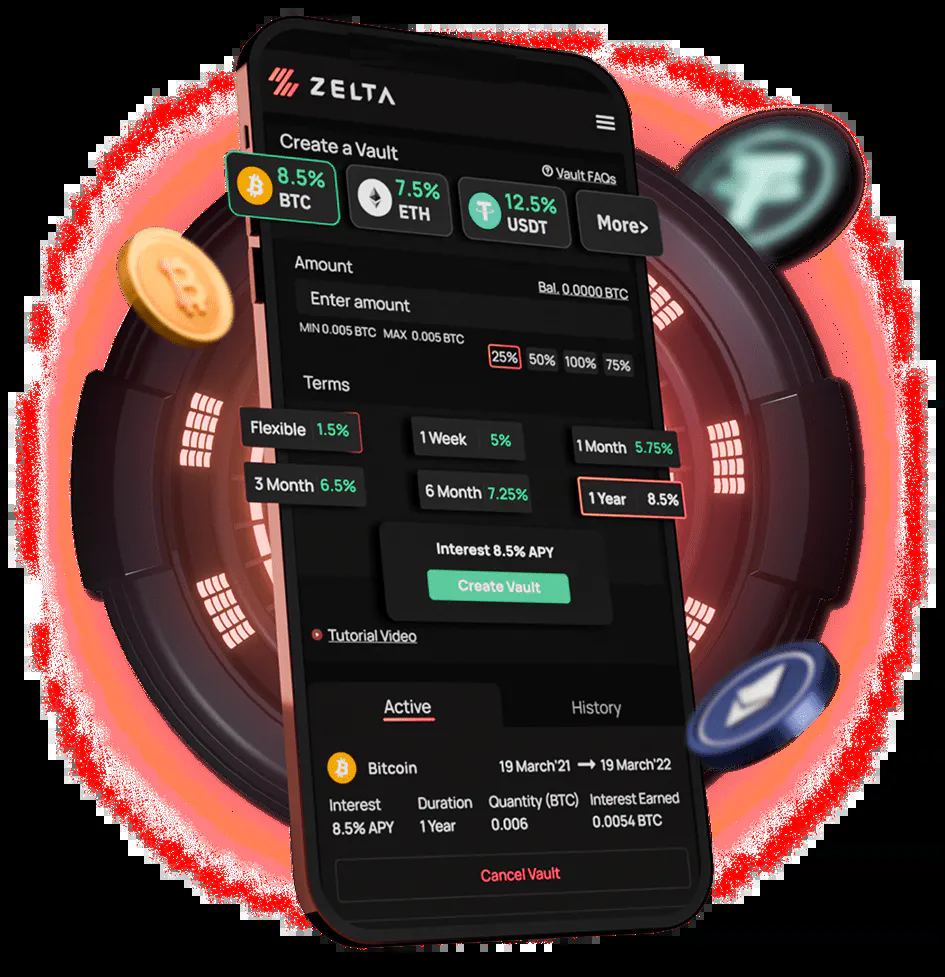 ZELTA
Create a Vault
Vault FAQs
8.5%
BTC
7.5%
ETH
12.5%
USDT
More>
Amount
Bal. 0.0000 BTC
Enter amount
MIN 0.005 BTC MAX 0.005 BTC
25% 50% 100% 75%
Terms
Flexible 1.5%
1 Week 5%
1 Month 5.75%
3 Month 6.5%
6 Month 7.25%
1 Year 8.5%
Interest 8.5% APY
Create Vault
Tutorial Video
Active
History
Bitcoin
19 March'21 → 19 March'22
Interest Duration Quantity (BTC) Interest Earned
8.5% APY 1 Year 0.006 0.0054 BTC
Cancel Vault